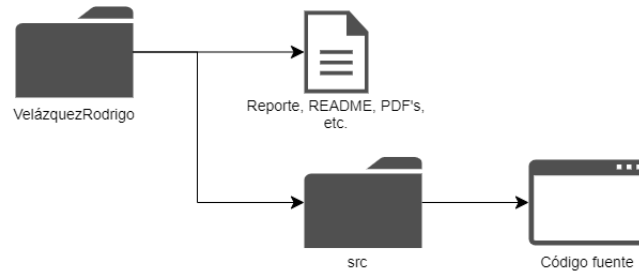 VelázquezRodrigo
Reporte, README, PDF's,
etc.
src
Código fuente